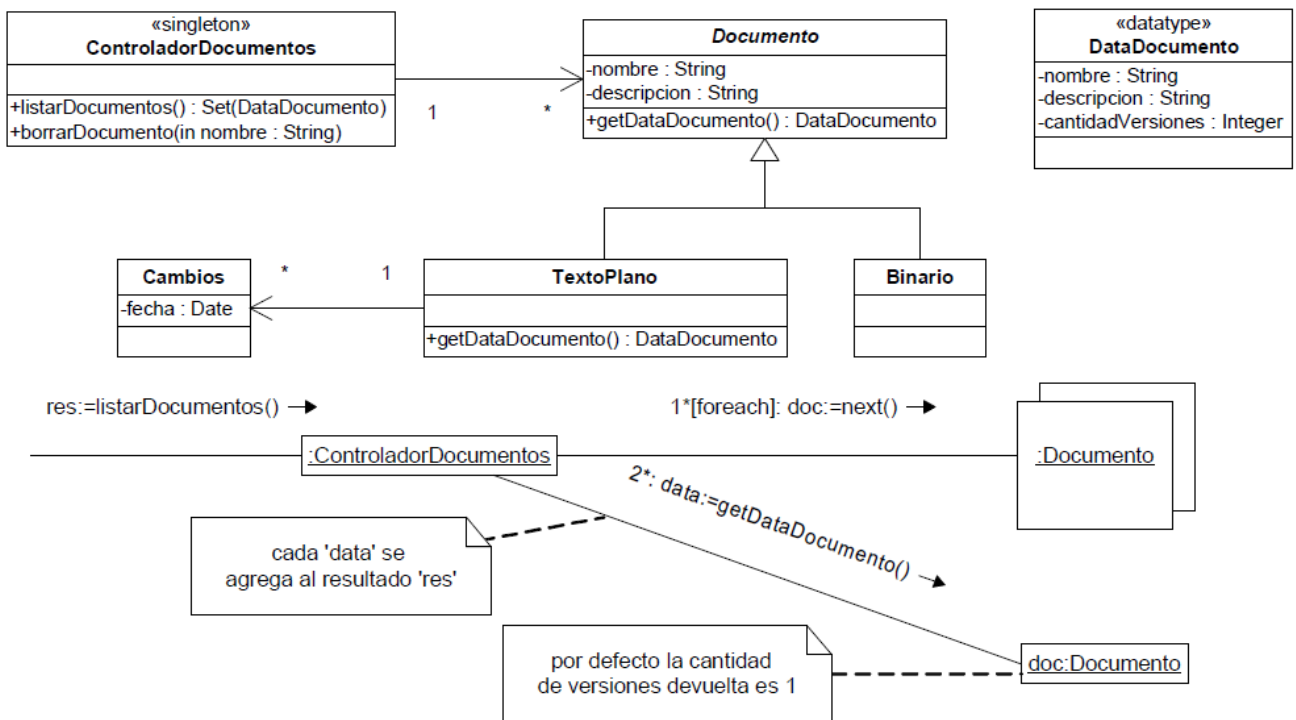 «singleton»
ControladorDocumentos
+listarDocumentos() : Set(DataDocumento)
+borrarDocumento(in nombre : String)
1
*
Documento
-nombre : String
-descripcion : String
+getDataDocumento() : DataDocumento
«datatype»
DataDocumento
-nombre : String
-descripcion : String
-cantidadVersiones : Integer
Cambios
-fecha : Date
*
1
TextoPlano
+getDataDocumento() : DataDocumento
Binario
res:=listarDocumentos()
1*[foreach]: doc:=next()
:ControladorDocumentos
:Documento
2*: data:=getDataDocumento()
cada 'data' se
agrega al resultado 'res'
por defecto la cantidad
de versiones devuelta es 1
doc:Documento